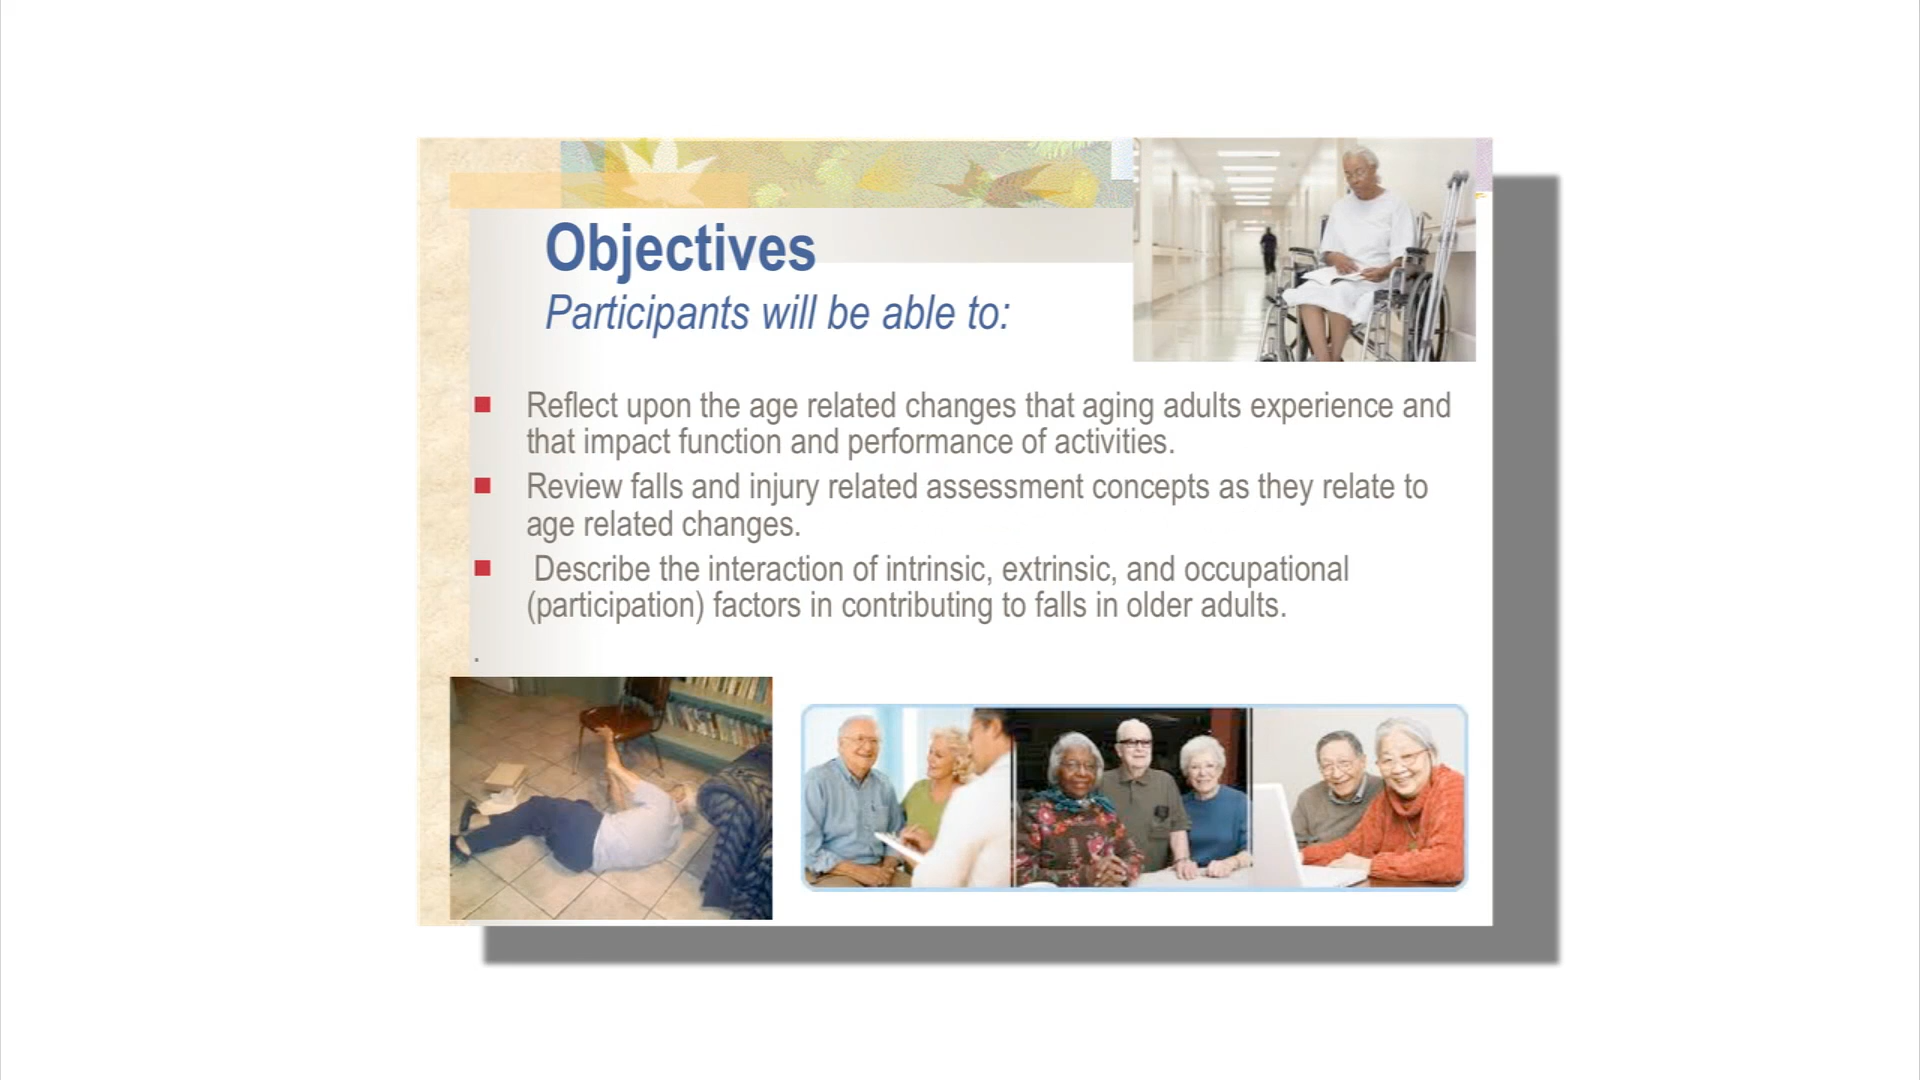 Objectives
Participants will be able to:
Reflect upon the age related changes that aging adults experience and
that impact function and performance of activities.
Review falls and injury related assessment concepts as they relate to
age related changes.
Describe the interaction of intrinsic, extrinsic, and occupational
(participation) factors in contributing to falls in older adults.
.